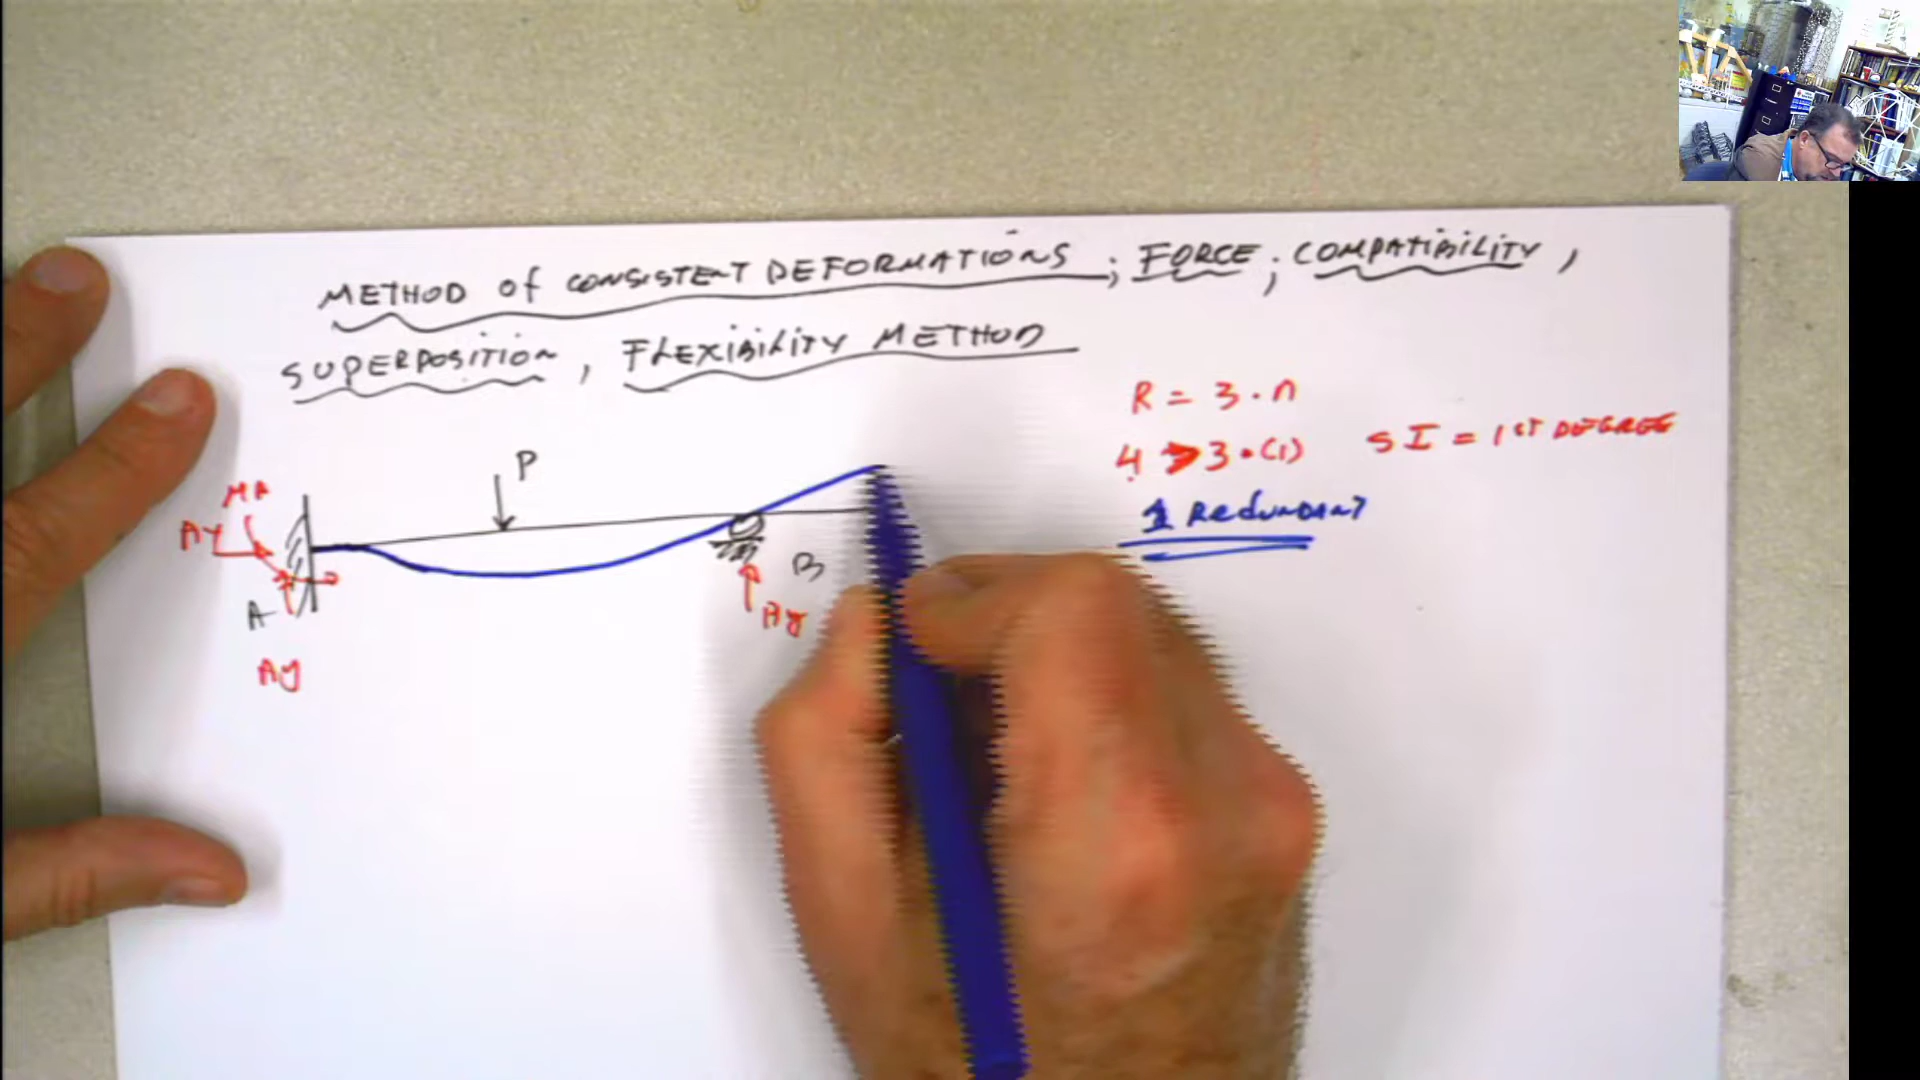 METHOD of CONSISTENT DEFORMATIONS ; FORCE ; COMPATIBILITY ,
SUPERPOSITION , FLEXIBILITY METHOD
R = 3 . n
4 > 3 . (1) SI = 1ST DEGREE
1 Redundant
P
MA
AY
A
B
AY